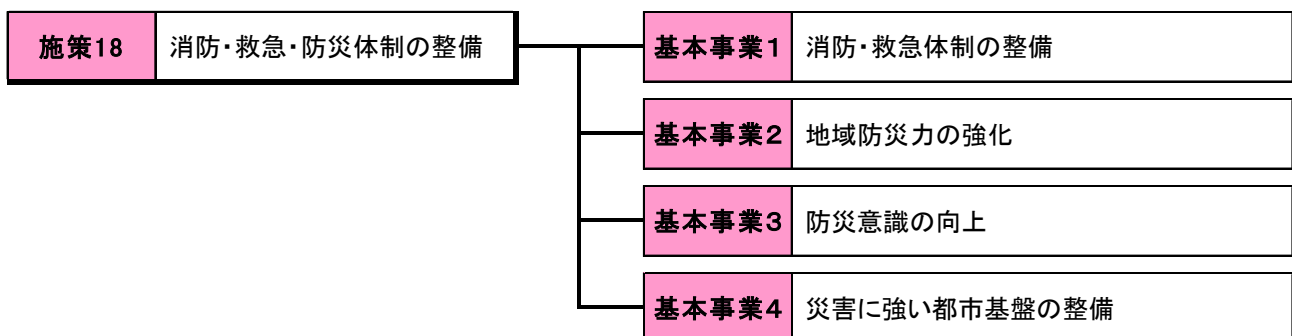 施策18 消防・救急・防災体制の整備
基本事業1 消防・救急体制の整備
基本事業2 地域防災力の強化
基本事業3 防災意識の向上
基本事業4 災害に強い都市基盤の整備